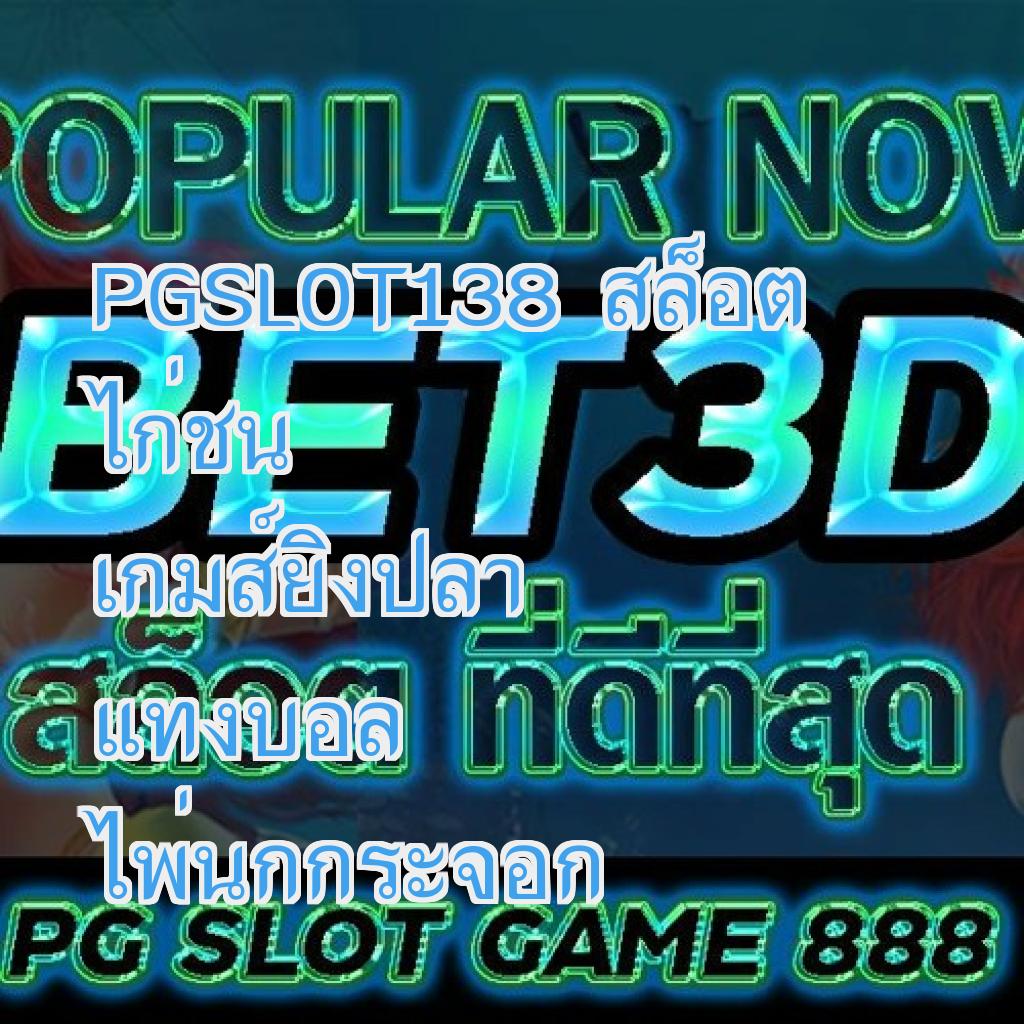 POPULAR NOW
PGSLOT138 สล็อต
BET3D
ไก่ชน
เกมส์ยิงปลา
สล็อต ที่ดีที่สุด
แทงบอล
ไพ่นกกระจอก
PG SLOT GAME 888